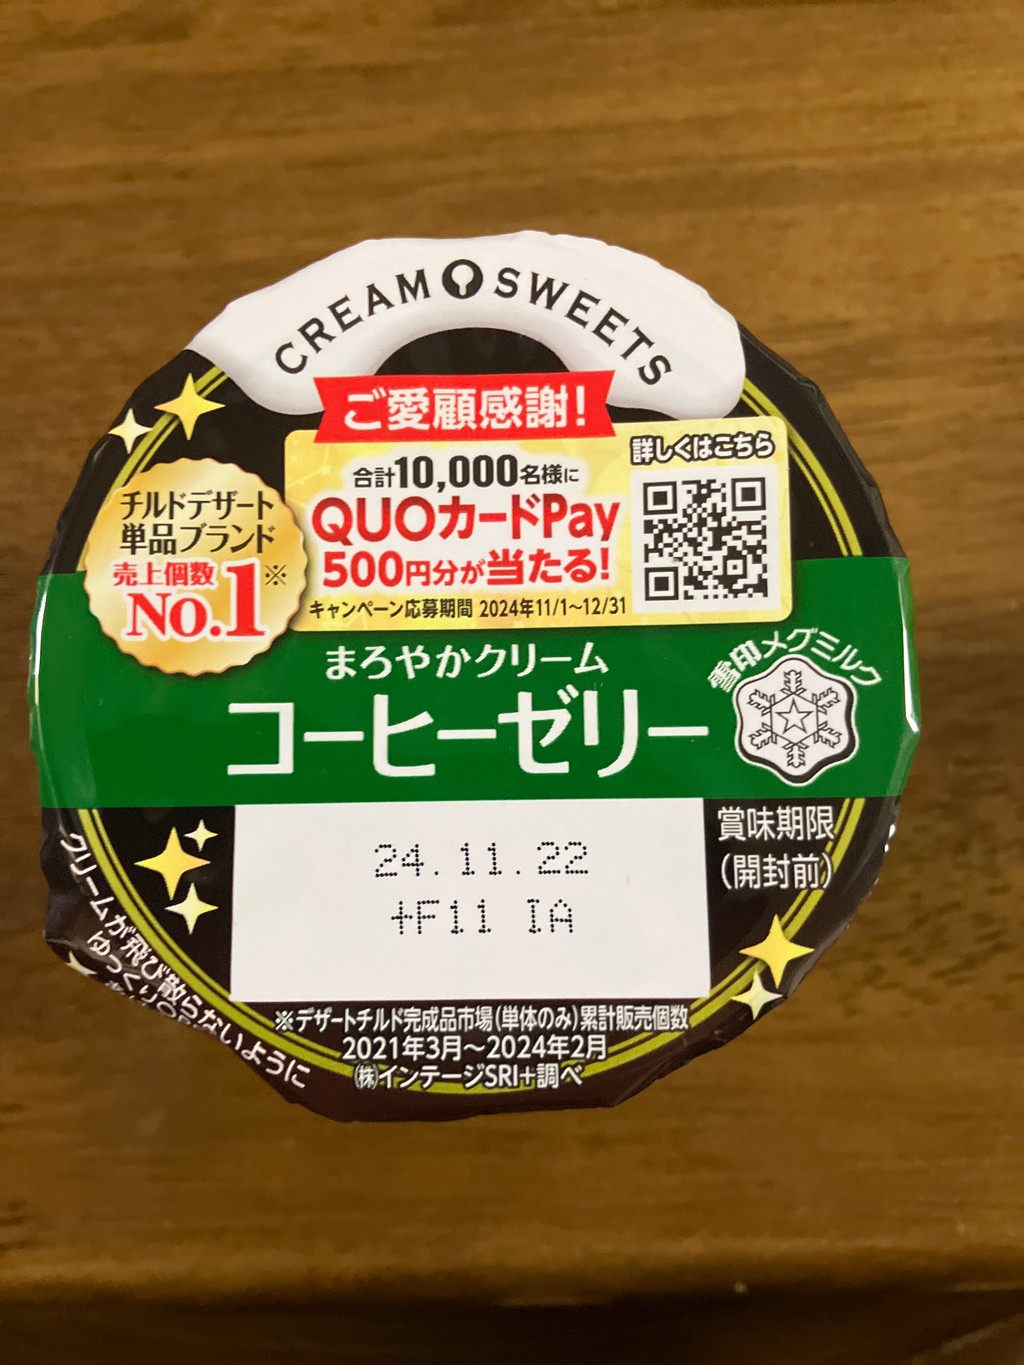 CREAM SWEETS
ご愛顧感謝!
合計10,000名様に
QUOカードPay
500円分が当たる!
キャンペーン応募期間 2024年11/1~12/31
詳しくはこちら
チルドデザート
単品ブランド
売上個数
No.1※
まろやかクリーム
コーヒーゼリー
雪印メグミルク
24.11.22
+F11 IA
賞味期限
(開封前)
クリームが飛び散らないように
ゆっくり
※デザートチルド完成品市場(単体のみ)累計販売個数
2021年3月~2024年2月
㈱インテージSRI+調べ